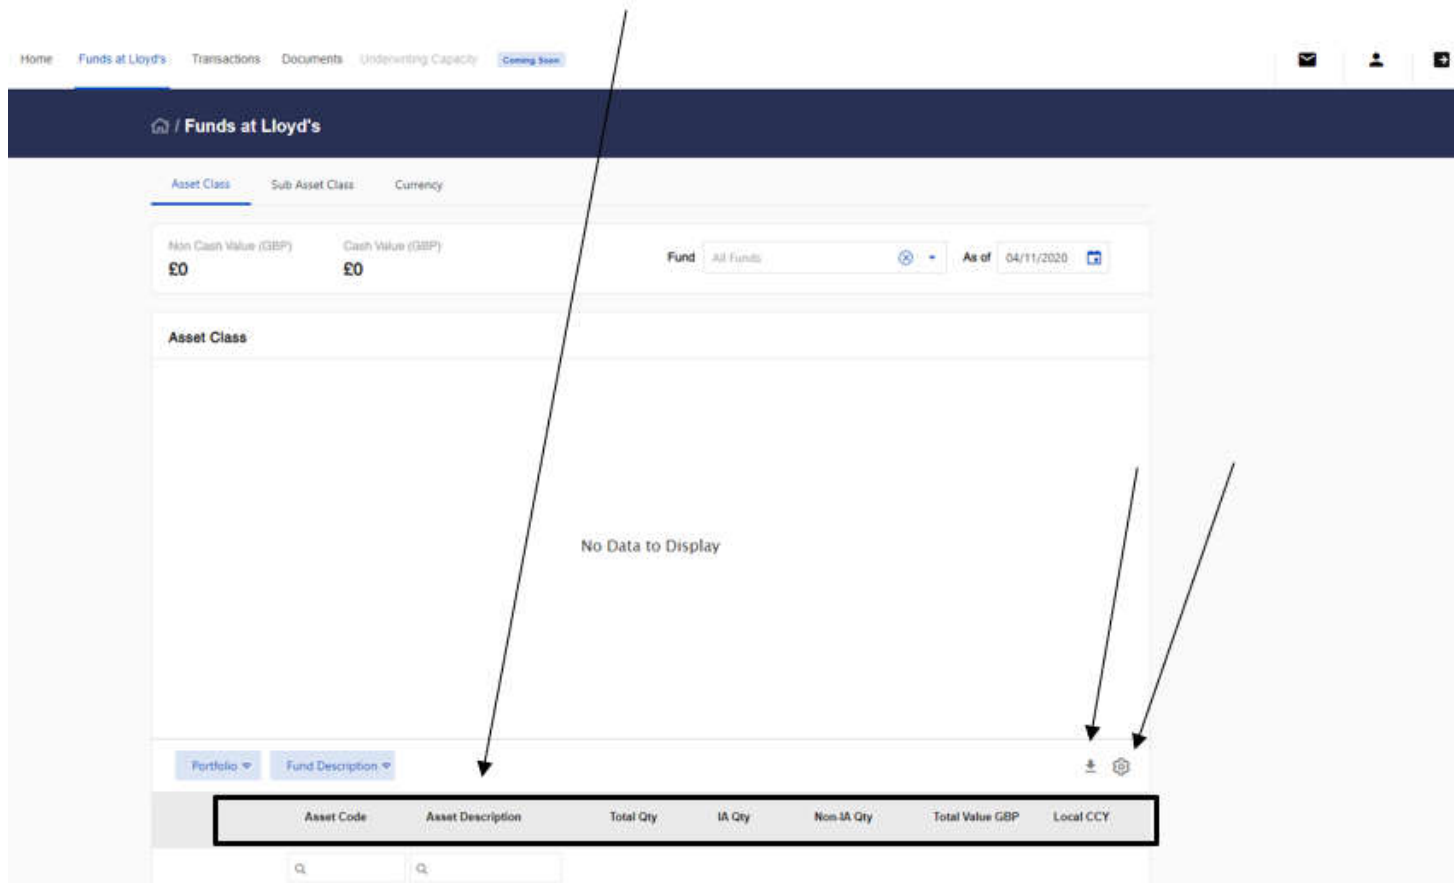 Home Funds at Lloyd's Transactions Documents Underwriting Capacity Coming Soon
/ Funds at Lloyd's
Asset Class Sub Asset Class Currency
Non Cash Value (GBP) Cash Value (GBP)
£0 £0
Fund All Funds As of 04/11/2020
Asset Class
No Data to Display
Portfolio Fund Description
Asset Code Asset Description Total Qty IA Qty Non-IA Qty Total Value GBP Local CCY